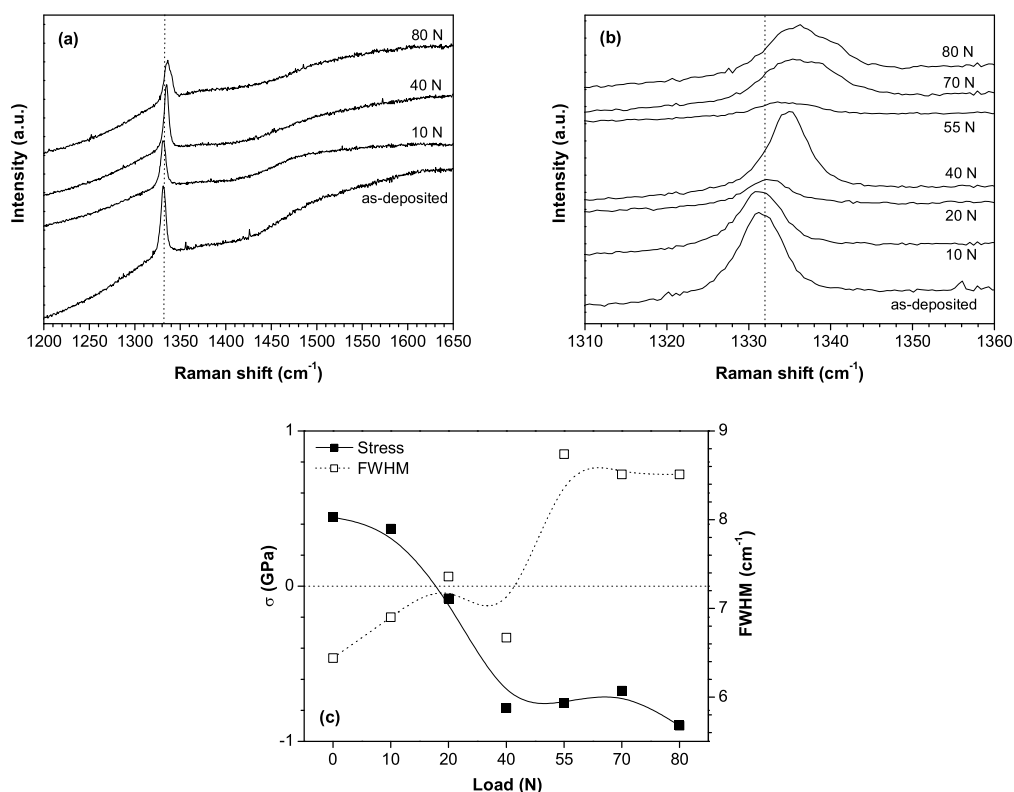 (a)
80 N
40 N
10 N
as-deposited
Intensity (a.u.)
1200 1250 1300 1350 1400 1450 1500 1550 1600 1650
Raman shift (cm⁻¹)
(b)
80 N
70 N
55 N
40 N
20 N
10 N
as-deposited
Intensity (a.u.)
1310 1320 1330 1340 1350 1360
Raman shift (cm⁻¹)
Stress
FWHM
(c)
1
0
-1
σ (GPa)
9
8
7
6
FWHM (cm⁻¹)
0 10 20 40 55 70 80
Load (N)